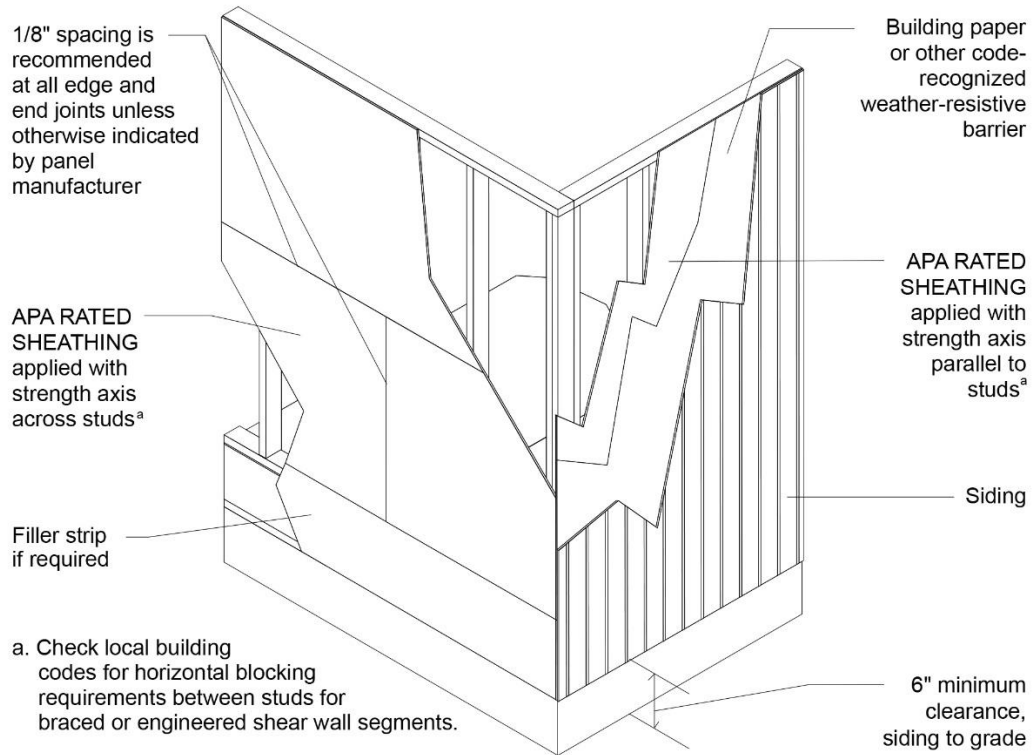 1/8" spacing is
recommended
at all edge and
end joints unless
otherwise indicated
by panel
manufacturer
Building paper
or other code-
recognized
weather-resistive
barrier
APA RATED
SHEATHING
applied with
strength axis
across studsᵃ
APA RATED
SHEATHING
applied with
strength axis
parallel to
studsᵃ
Siding
Filler strip
if required
a. Check local building
codes for horizontal blocking
requirements between studs for
braced or engineered shear wall segments.
6" minimum
clearance,
siding to grade